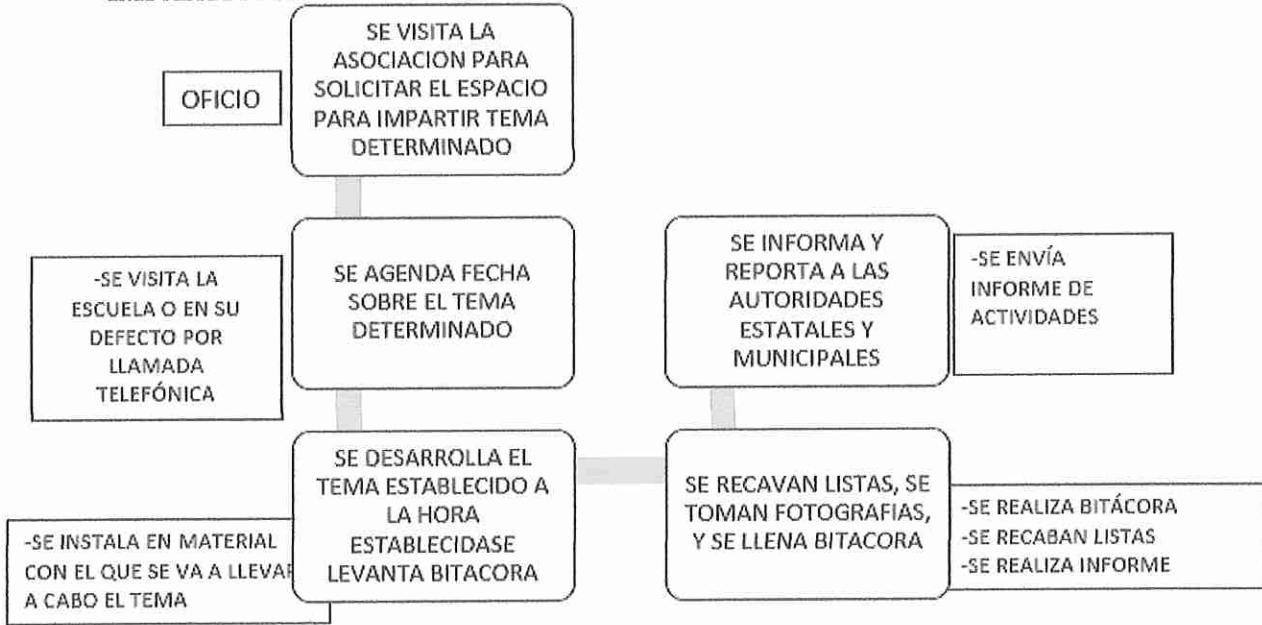 OFICIO
SE VISITA LA
ASOCIACION PARA
SOLICITAR EL ESPACIO
PARA IMPARTIR TEMA
DETERMINADO
-SE VISITA LA
ESCUELA O EN SU
DEFECTO POR
LLAMADA
TELEFÓNICA
SE AGENDA FECHA
SOBRE EL TEMA
DETERMINADO
-SE INSTALA EN MATERIAL
CON EL QUE SE VA A LLEVAR
A CABO EL TEMA
SE DESARROLLA EL
TEMA ESTABLECIDO A
LA HORA
ESTABLECIDASE
LEVANTA BITACORA
SE RECAVAN LISTAS, SE
TOMAN FOTOGRAFIAS,
Y SE LLENA BITACORA
-SE REALIZA BITÁCORA
-SE RECABAN LISTAS
-SE REALIZA INFORME
SE INFORMA Y
REPORTA A LAS
AUTORIDADES
ESTATALES Y
MUNICIPALES
-SE ENVÍA
INFORME DE
ACTIVIDADES